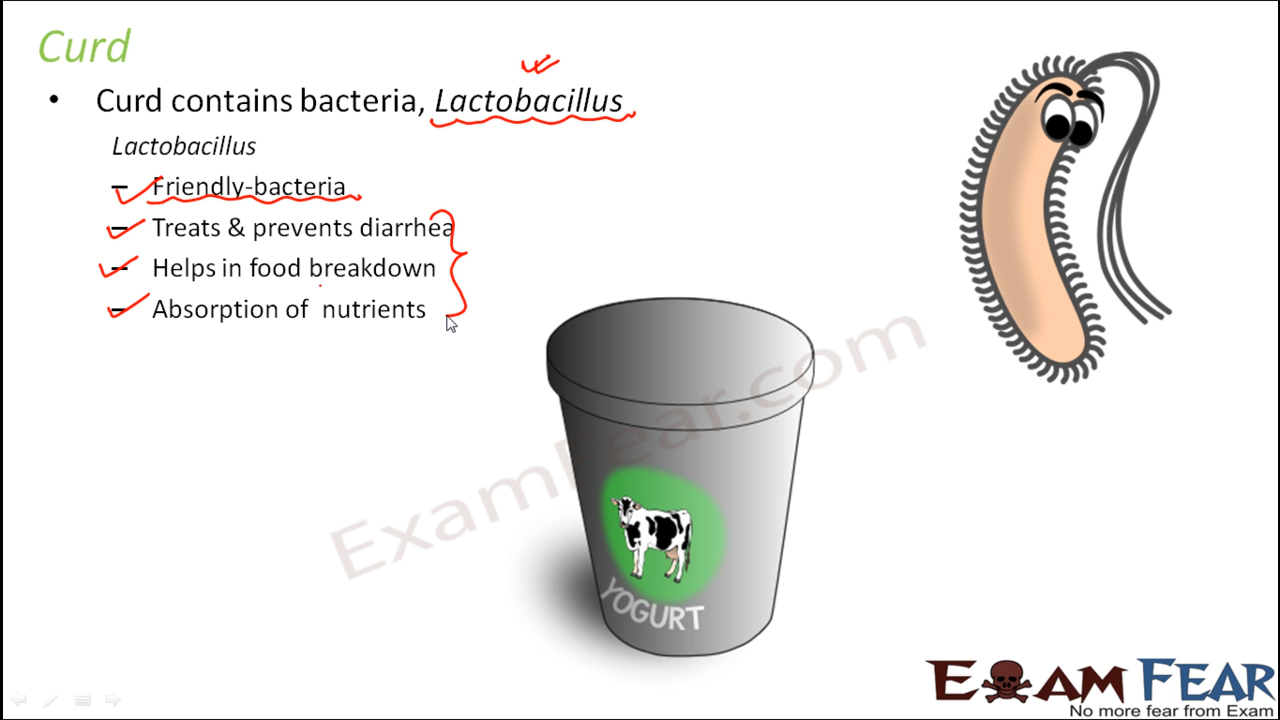 Curd
• Curd contains bacteria, Lactobacillus
Lactobacillus
– Friendly-bacteria
– Treats & prevents diarrhea
– Helps in food breakdown
– Absorption of nutrients
ExamFear.com
YOGURT
EXAM FEAR
No more fear from Exam